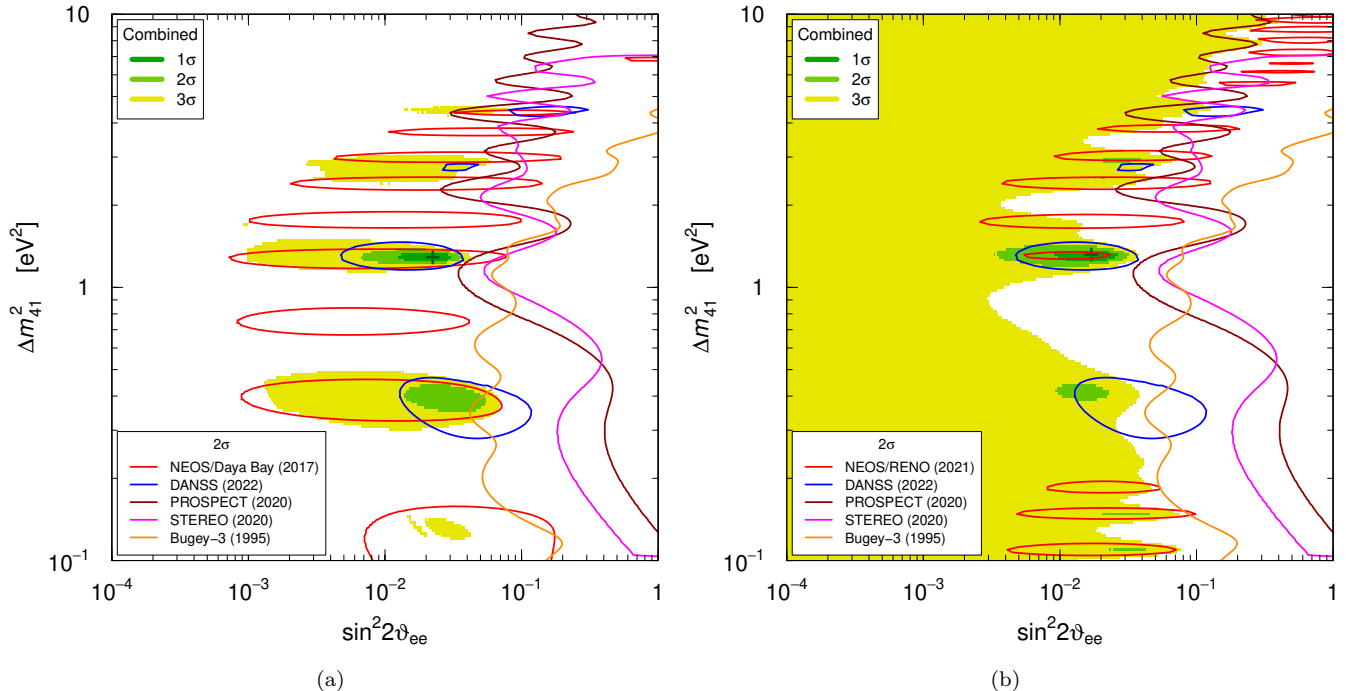 Combined
1σ
2σ
3σ
2σ
NEOS/Daya Bay (2017)
DANSS (2022)
PROSPECT (2020)
STEREO (2020)
Bugey−3 (1995)
10
1
10⁻¹
Δm²₄₁ [eV²]
10⁻⁴ 10⁻³ 10⁻² 10⁻¹ 1
sin²2ϑₑₑ
(a)
Combined
1σ
2σ
3σ
2σ
NEOS/RENO (2021)
DANSS (2022)
PROSPECT (2020)
STEREO (2020)
Bugey−3 (1995)
10
1
10⁻¹
Δm²₄₁ [eV²]
10⁻⁴ 10⁻³ 10⁻² 10⁻¹ 1
sin²2ϑₑₑ
(b)